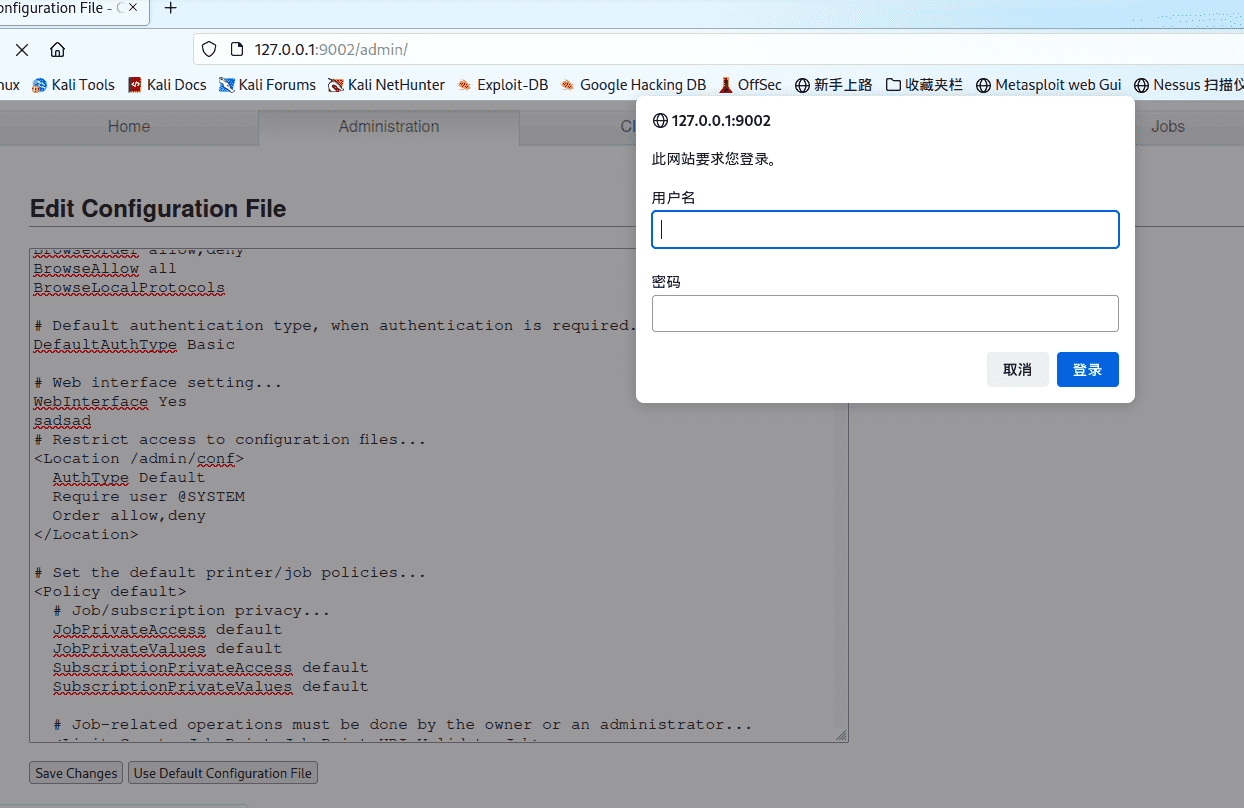 onfiguration File - C
127.0.0.1:9002/admin/
nux Kali Tools Kali Docs Kali Forums Kali NetHunter Exploit-DB Google Hacking DB OffSec 新手上路 收藏夹栏 Metasploit web Gui Nessus 扫描仪
Home Administration Cl Jobs
127.0.0.1:9002
此网站要求您登录。
用户名
密码
取消 登录
Edit Configuration File
BrowseOrder allow,deny
BrowseAllow all
BrowseLocalProtocols
# Default authentication type, when authentication is required.
DefaultAuthType Basic
# Web interface setting...
WebInterface Yes
sadsad
# Restrict access to configuration files...
<Location /admin/conf>
AuthType Default
Require user @SYSTEM
Order allow,deny
</Location>
# Set the default printer/job policies...
<Policy default>
# Job/subscription privacy...
JobPrivateAccess default
JobPrivateValues default
SubscriptionPrivateAccess default
SubscriptionPrivateValues default
# Job-related operations must be done by the owner or an administrator...
Save Changes Use Default Configuration File